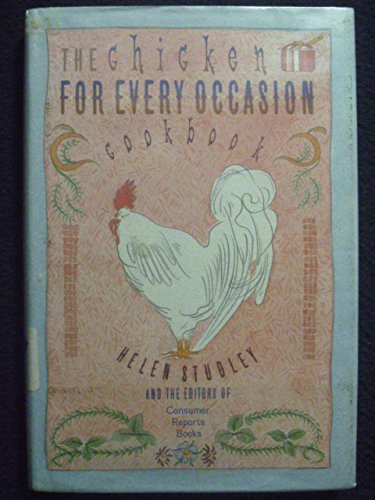 THE chicken
FOR EVERY OCCASION
cookbook
HELEN STUDLEY
AND THE EDITORS OF
Consumer
Reports
Books